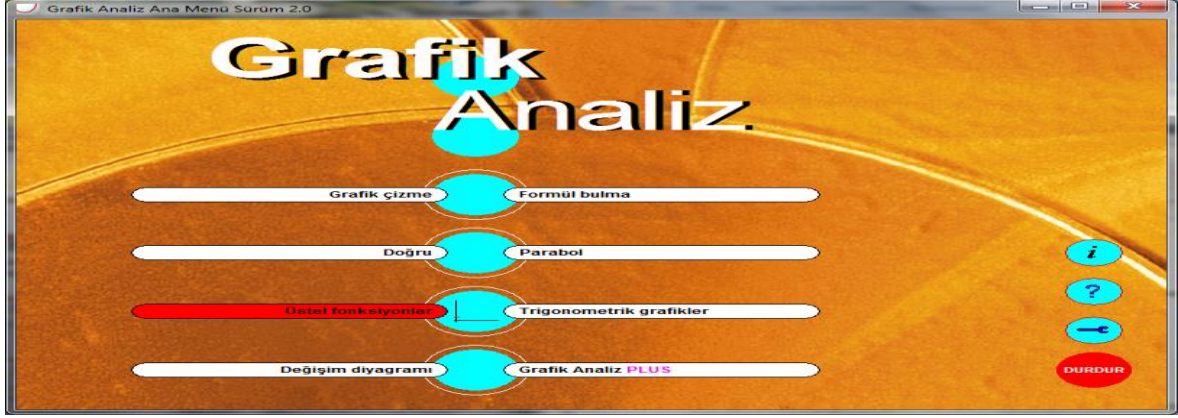 Grafik Analiz Ana Menü Sürüm 2.0
Grafik
Analiz
Grafik çizme
Formül bulma
Doğru
Parabol
Üstel fonksiyonlar
Trigonometrik grafikler
Değişim diyagramı
Grafik Analiz PLUS
i
?
DURDUR